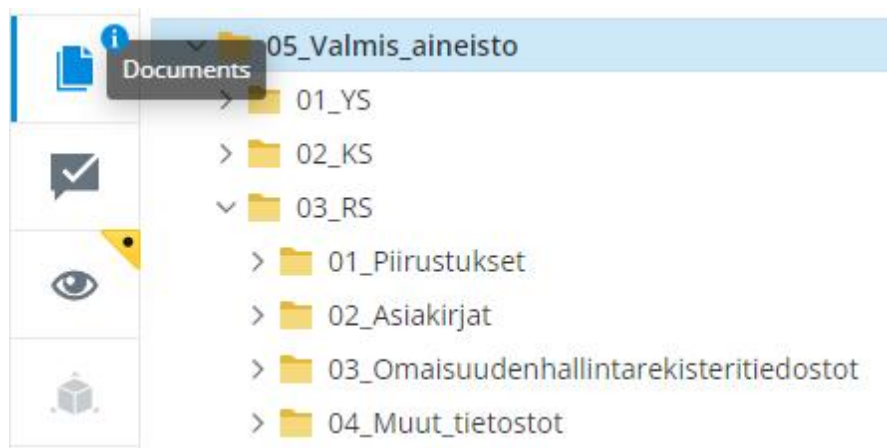 05_Valmis_aineisto
Documents
01_YS
02_KS
03_RS
01_Piirustukset
02_Asiakirjat
03_Omaisuudenhallintarekisteritiedostot
04_Muut_tietostot